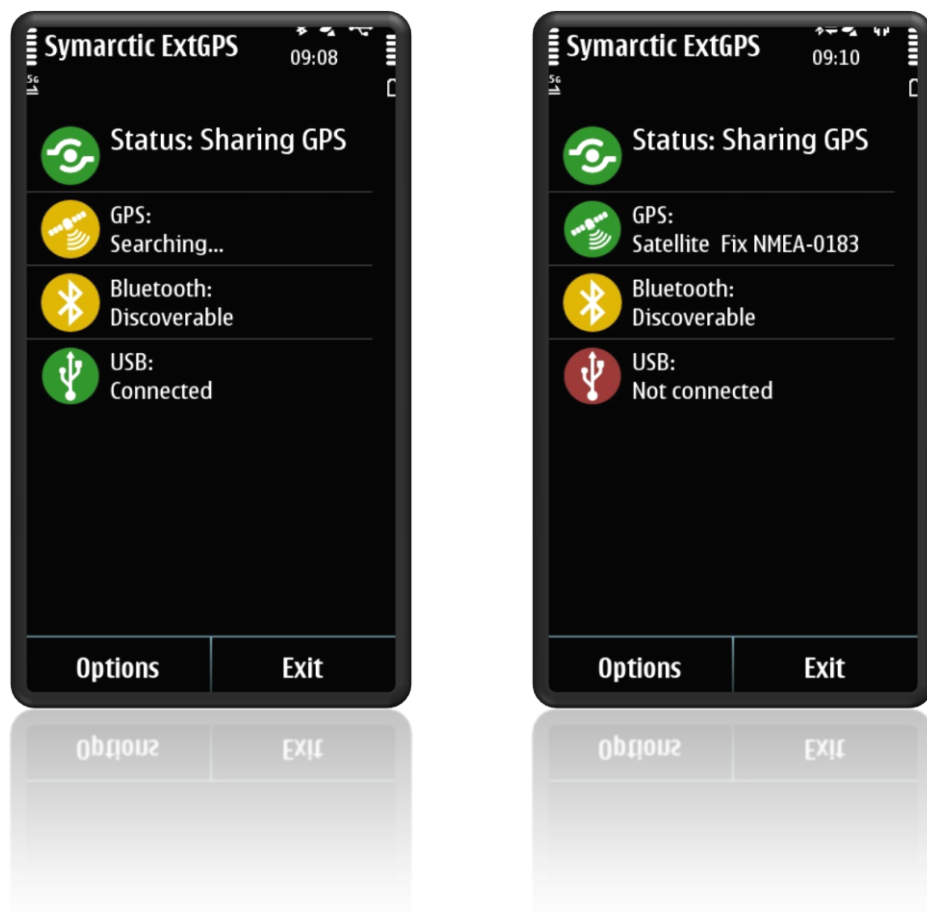 Symarctic ExtGPS
09:08
Status: Sharing GPS
GPS:
Searching...
Bluetooth:
Discoverable
USB:
Connected
Options
Exit
Options
Exit
Symarctic ExtGPS
09:10
Status: Sharing GPS
GPS:
Satellite Fix NMEA-0183
Bluetooth:
Discoverable
USB:
Not connected
Options
Exit
Options
Exit